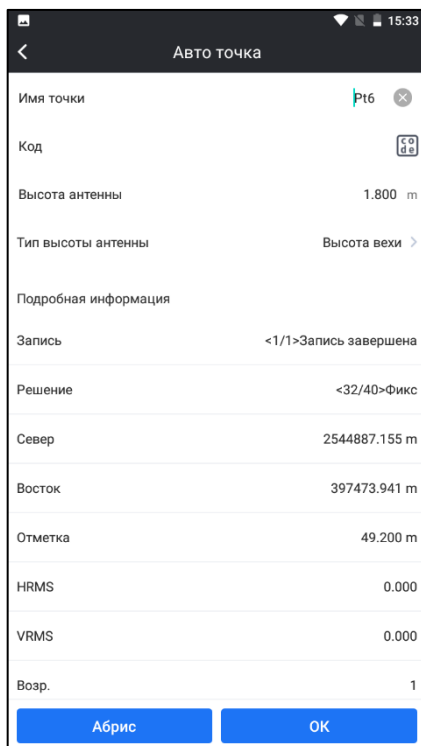 15:33
Авто точка
Имя точки Pt6
Код code
Высота антенны 1.800 m
Тип высоты антенны Высота вехи
Подробная информация
Запись <1/1>Запись завершена
Решение <32/40>Фикс
Север 2544887.155 m
Восток 397473.941 m
Отметка 49.200 m
HRMS 0.000
VRMS 0.000
Возр. 1
Абрис OK